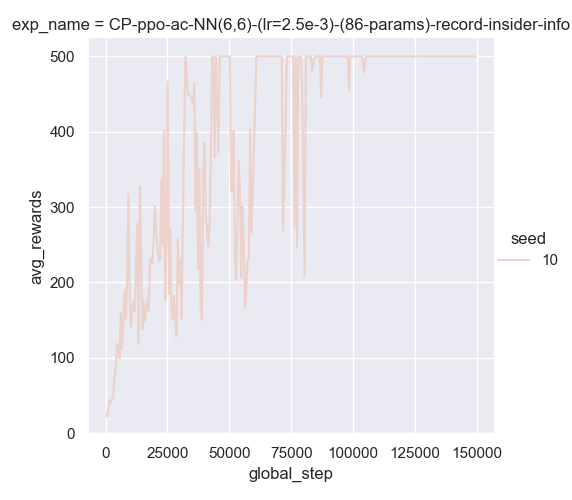 exp_name = CP-ppo-ac-NN(6,6)-(lr=2.5e-3)-(86-params)-record-insider-info
500
400
300
200
100
0
avg_rewards
0 25000 50000 75000 100000 125000 150000
global_step
seed
10